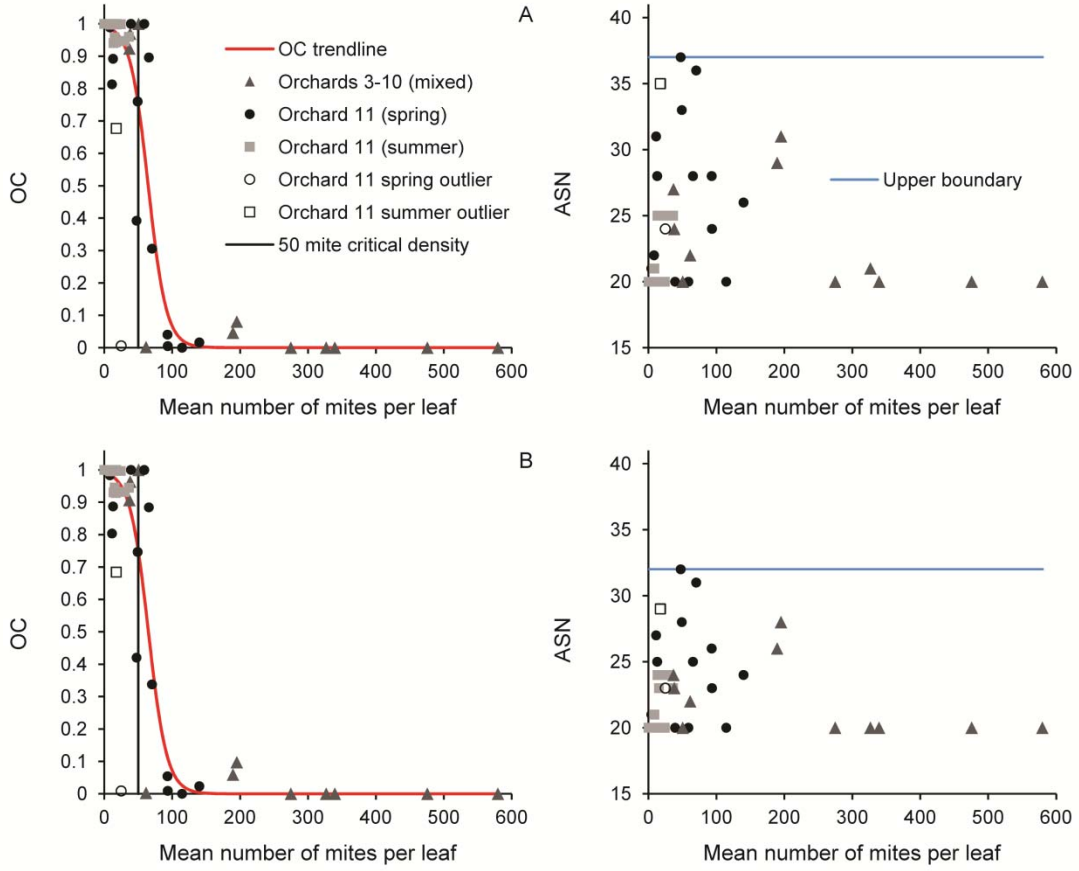 A
OC
1
0.9
0.8
0.7
0.6
0.5
0.4
0.3
0.2
0.1
0
0 100 200 300 400 500 600
Mean number of mites per leaf
OC trendline
Orchards 3-10 (mixed)
Orchard 11 (spring)
Orchard 11 (summer)
Orchard 11 spring outlier
Orchard 11 summer outlier
50 mite critical density
ASN
40
35
30
25
20
15
0 100 200 300 400 500 600
Mean number of mites per leaf
Upper boundary
B
OC
1
0.9
0.8
0.7
0.6
0.5
0.4
0.3
0.2
0.1
0
0 100 200 300 400 500 600
Mean number of mites per leaf
ASN
40
35
30
25
20
15
0 100 200 300 400 500 600
Mean number of mites per leaf